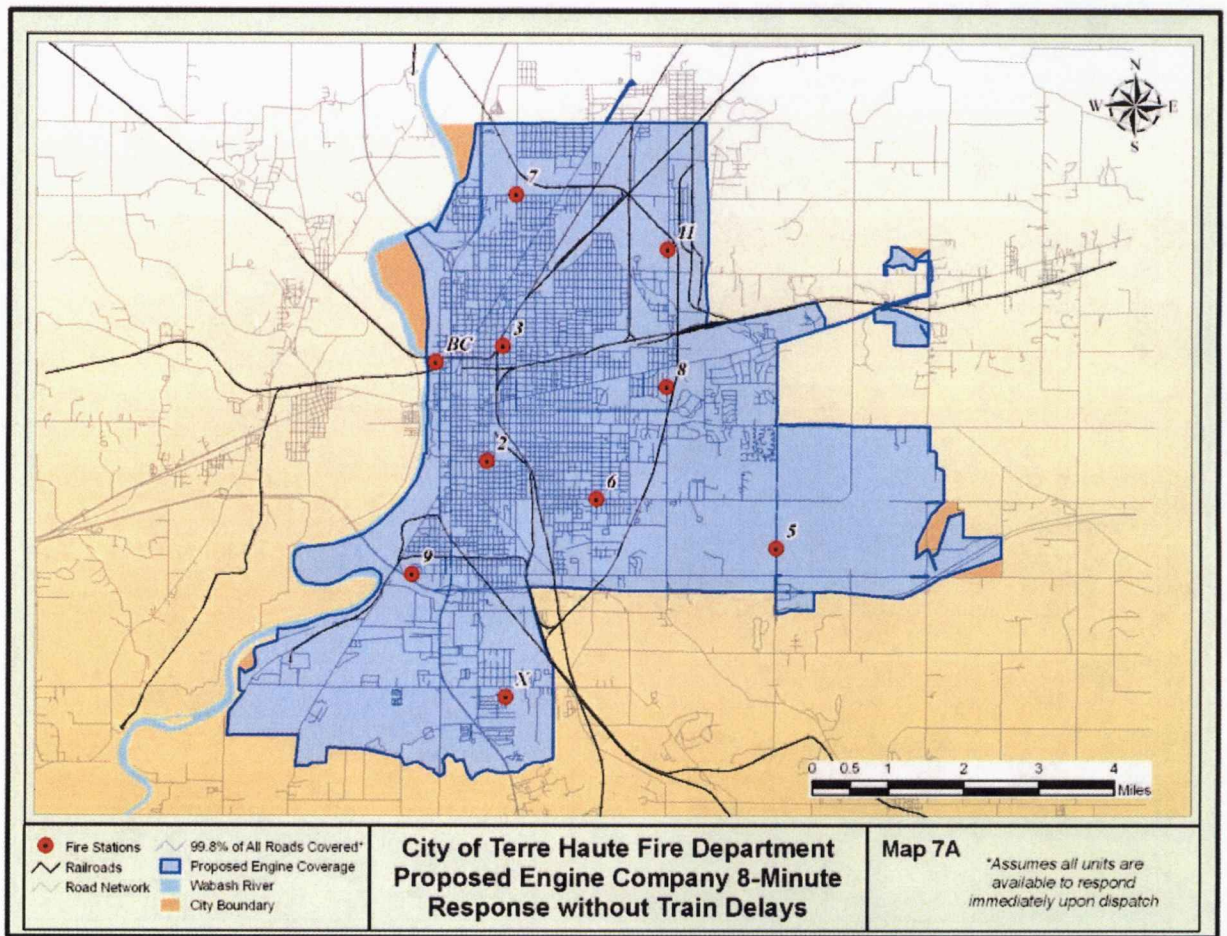 N
W E
S
7
11
3
BC
8
2
6
5
9
X
0 0.5 1 2 3 4
Miles
Fire Stations
Railroads
Road Network
99.8% of All Roads Covered*
Proposed Engine Coverage
Wabash River
City Boundary
City of Terre Haute Fire Department
Proposed Engine Company 8-Minute
Response without Train Delays
Map 7A
*Assumes all units are
available to respond
immediately upon dispatch